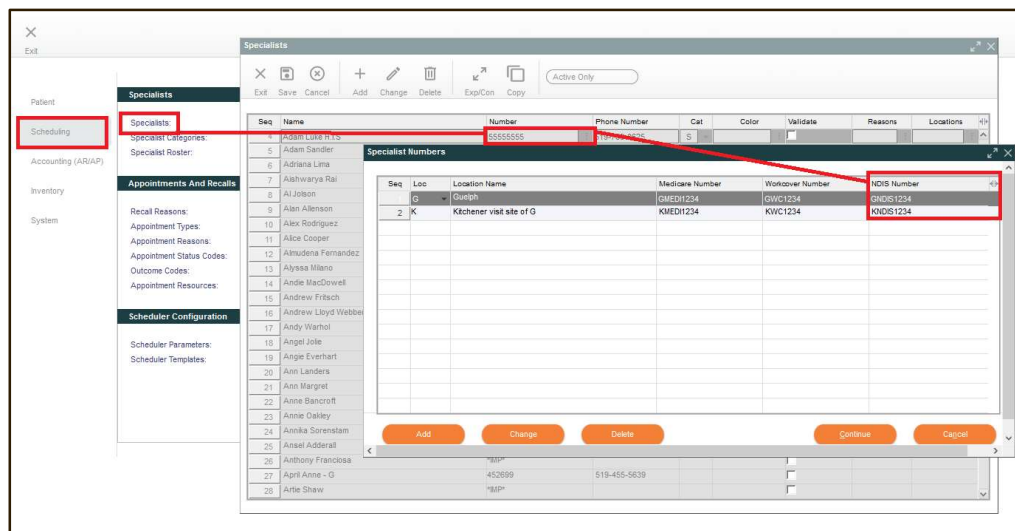 Exit
Specialists
Exit Save Cancel Add Change Delete Exp/Con Copy Active Only
Patient
Scheduling
Accounting (AR/AP)
Inventory
System
Specialists
Specialists:
Specialist Categories:
Specialist Roster:
Appointments And Recalls
Recall Reasons:
Appointment Types:
Appointment Reasons:
Appointment Status Codes:
Outcome Codes:
Appointment Resources:
Scheduler Configuration
Scheduler Parameters:
Scheduler Templates:
Seq Name Number Phone Number Cat Color Validate Reasons Locations
4 Adam Luke H.I.S 55555555 S
5 Adam Sandler
6 Adriana Lima
7 Aishwarya Rai
8 Al Jolson
9 Alan Allenson
10 Alex Rodriguez
11 Alice Cooper
12 Almudena Fernandez
13 Alyssa Milano
14 Andie MacDowell
15 Andrew Fritsch
16 Andrew Lloyd Webber
17 Andy Warhol
18 Angel Jolie
19 Angie Everhart
20 Ann Landers
21 Ann Margret
22 Anne Bancroft
23 Annie Oakley
24 Annika Sorenstam
25 Ansel Adderall
26 Anthony Franciosa *IMP*
27 April Anne - G 452699 519-455-5639
28 Artie Shaw *IMP*
Specialist Numbers
Seq Loc Location Name Medicare Number Workcover Number NDIS Number
G Guelph GMEDI1234 GWC1234 GNDIS1234
2 K Kitchener visit site of G KMEDI1234 KWC1234 KNDIS1234
Add Change Delete Continue Cancel